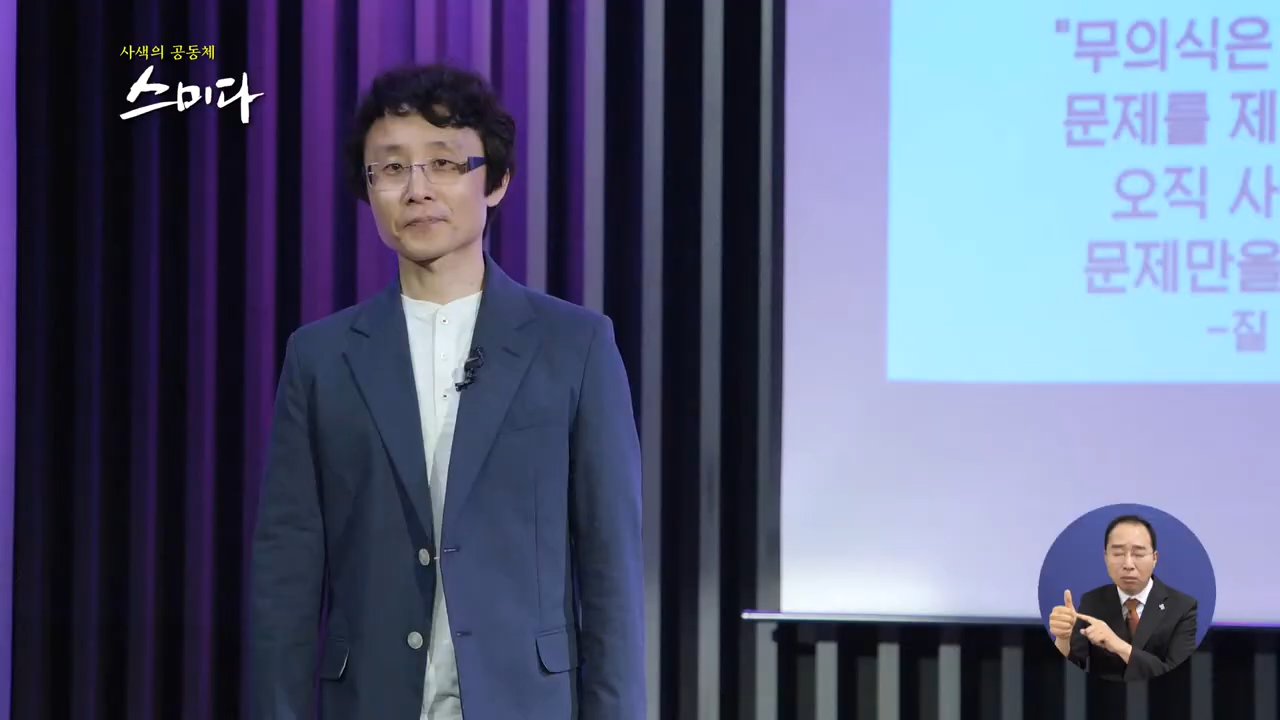 사색의 공동체
스미다
"무의식은
문제를 제
오직 사
문제만을
-질